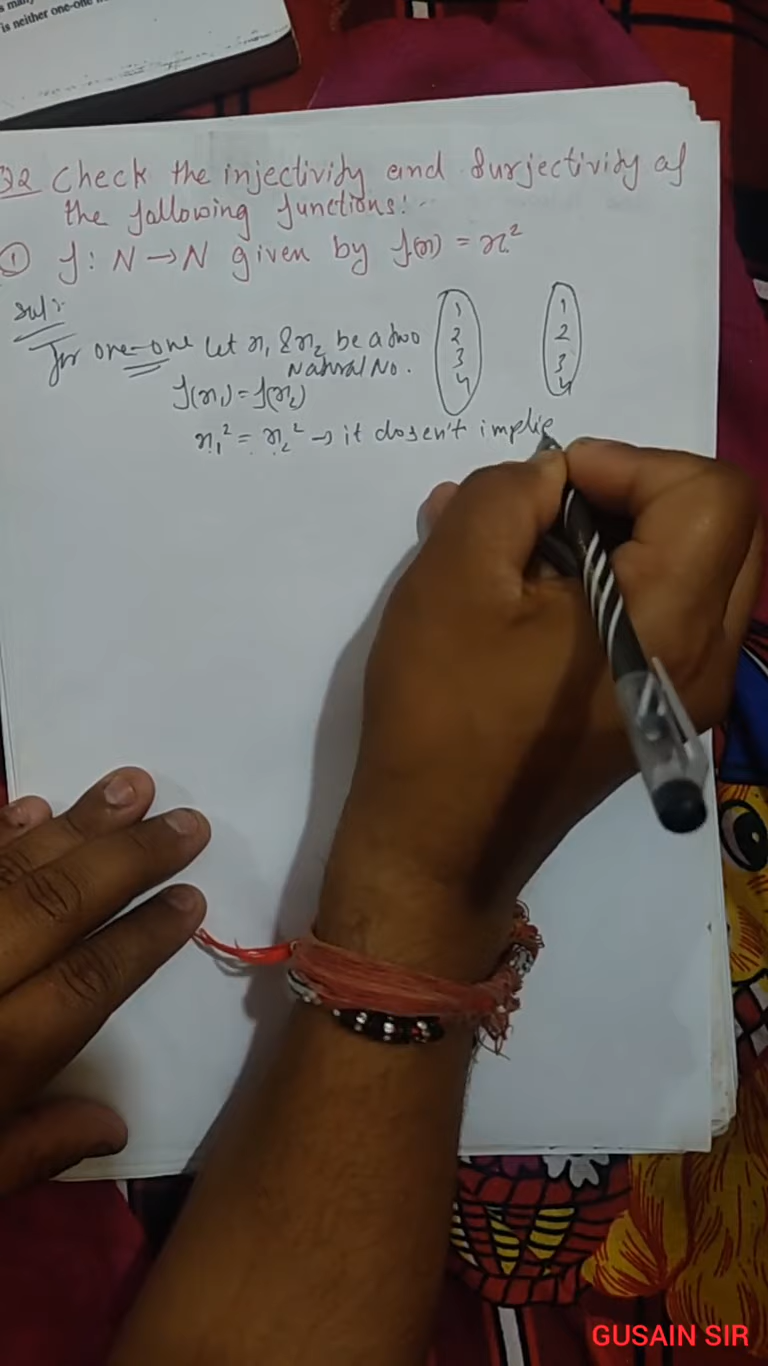 is neither one-one
Q2 Check the injectivity and Surjectivity of
the following functions:-
① f: N → N given by f(x) = x²
Sol:-
For one-one Let x₁ & x₂ be a two
Natural No.
f(x₁) = f(x₂)
x₁² = x₂² → it dosen't implie
1
2
3
4
1
2
3
4
GUSAIN SIR